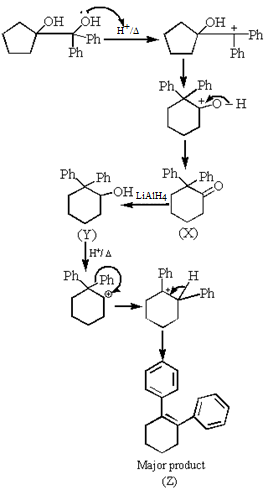 OH OH H⁺/Δ OH +
Ph Ph Ph Ph
Ph Ph
+ O – H
Ph Ph Ph Ph
OH LiAlH4 O
(Y) (X)
H⁺/Δ
Ph Ph ⊕ Ph + H Ph
Major product
(Z)